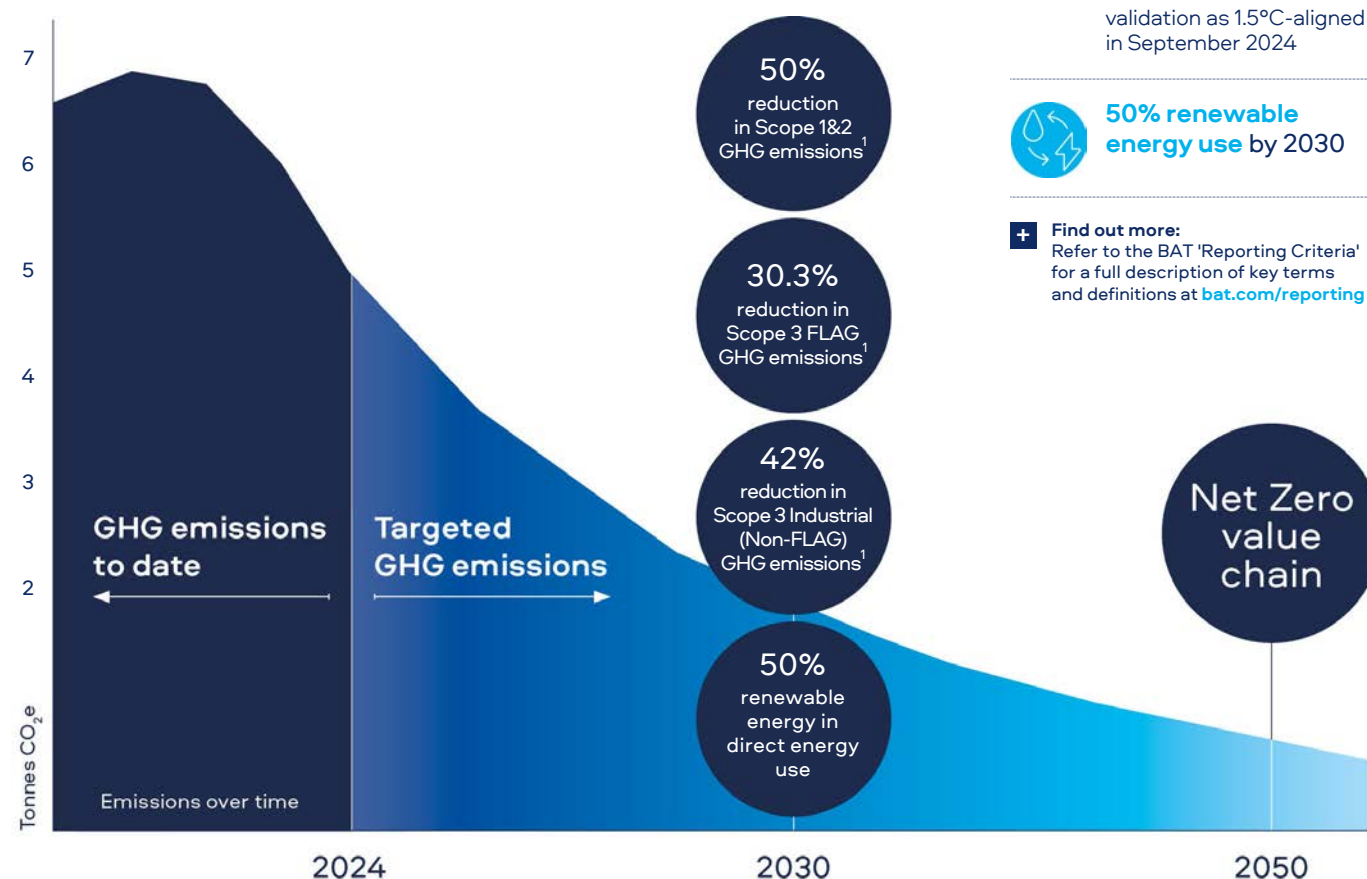 validation as 1.5°C-aligned
in September 2024
50% renewable
energy use by 2030
+
Find out more:
Refer to the BAT 'Reporting Criteria'
for a full description of key terms
and definitions at bat.com/reporting
7
6
5
4
3
2
Tonnes CO₂e
GHG emissions
to date
Targeted
GHG emissions
Emissions over time
50%
reduction
in Scope 1&2
GHG emissions¹
30.3%
reduction in
Scope 3 FLAG
GHG emissions¹
42%
reduction in
Scope 3 Industrial
(Non-FLAG)
GHG emissions¹
50%
renewable
energy in
direct energy
use
Net Zero
value
chain
2024
2030
2050